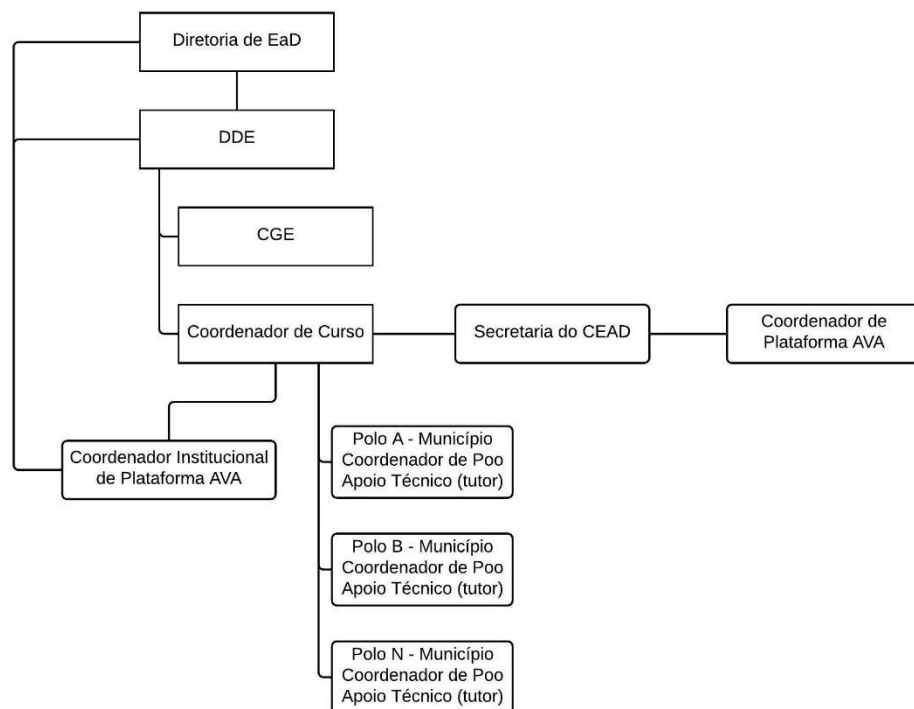 Diretoria de EaD
DDE
CGE
Coordenador de Curso
Secretaria do CEAD
Coordenador de
Plataforma AVA
Coordenador Institucional
de Plataforma AVA
Polo A - Município
Coordenador de Poo
Apoio Técnico (tutor)
Polo B - Município
Coordenador de Poo
Apoio Técnico (tutor)
Polo N - Município
Coordenador de Poo
Apoio Técnico (tutor)